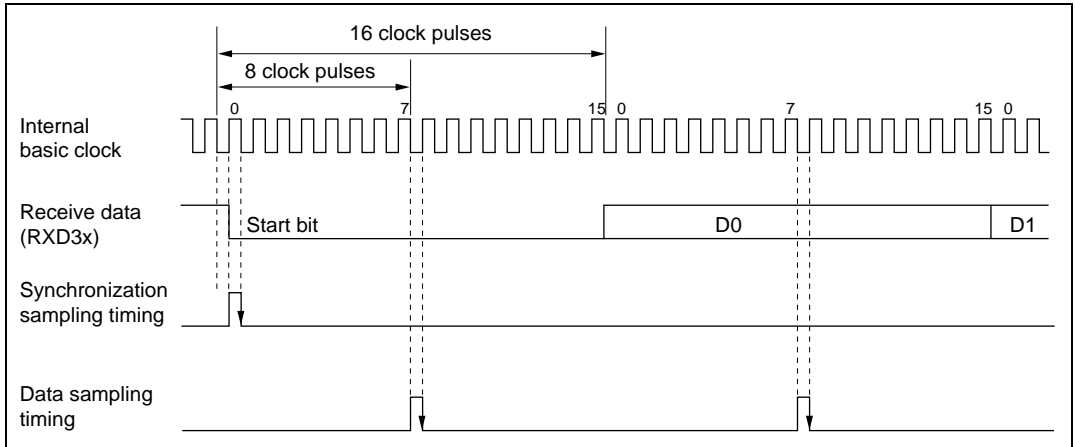 16 clock pulses
8 clock pulses
0 7 15 0 7 15 0
Internal
basic clock
Receive data
(RXD3x)
Start bit D0 D1
Synchronization
sampling timing
Data sampling
timing